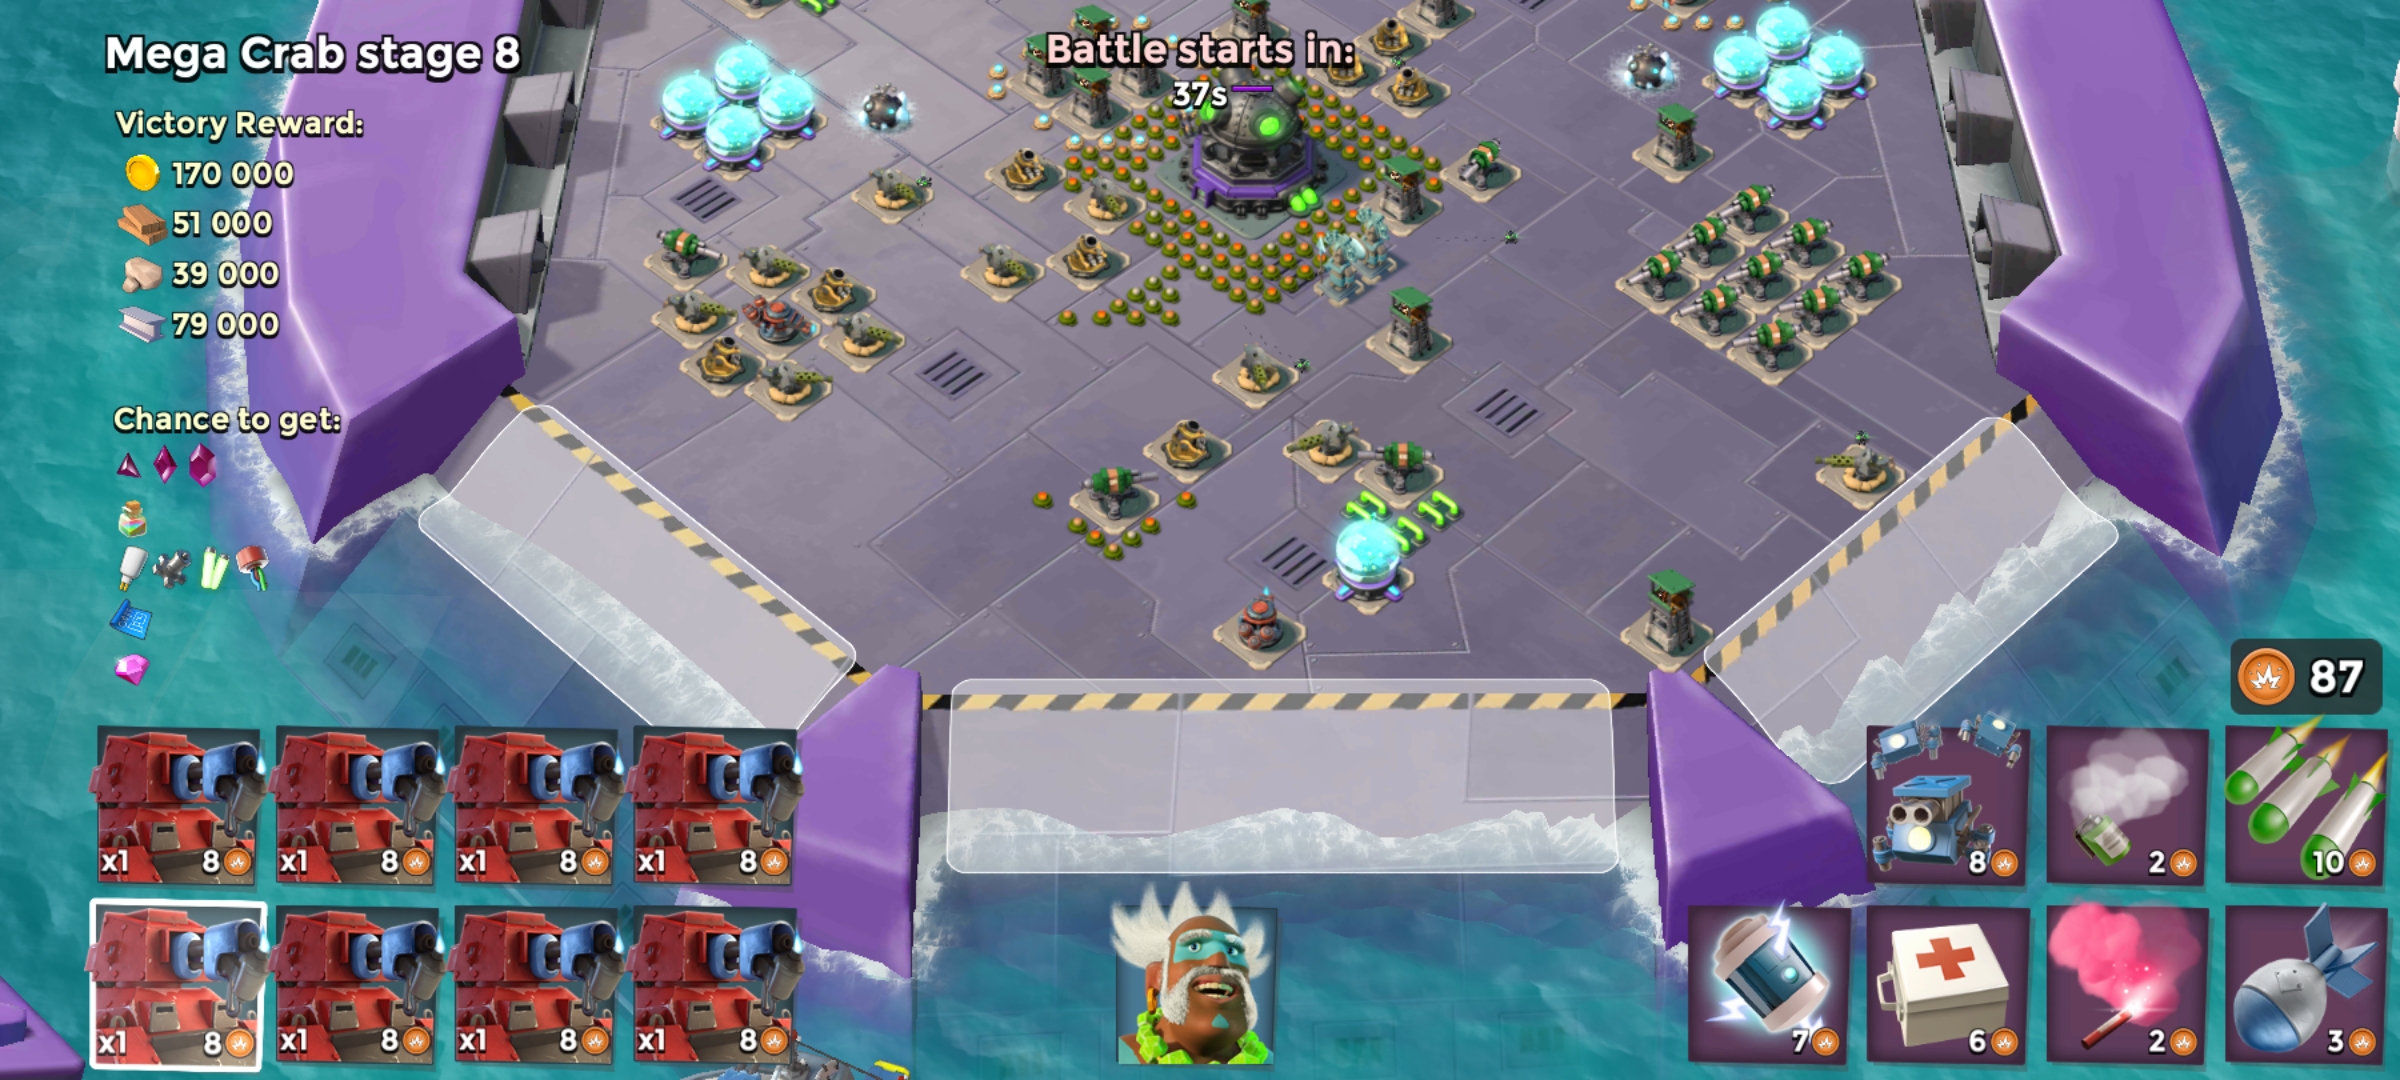 Mega Crab stage 8
Battle starts in:
37s
Victory Reward:
170 000
51 000
39 000
79 000
Chance to get:
87
x1 8
x1 8
x1 8
x1 8
8
2
10
x1 8
x1 8
x1 8
x1 8
7
6
2
3